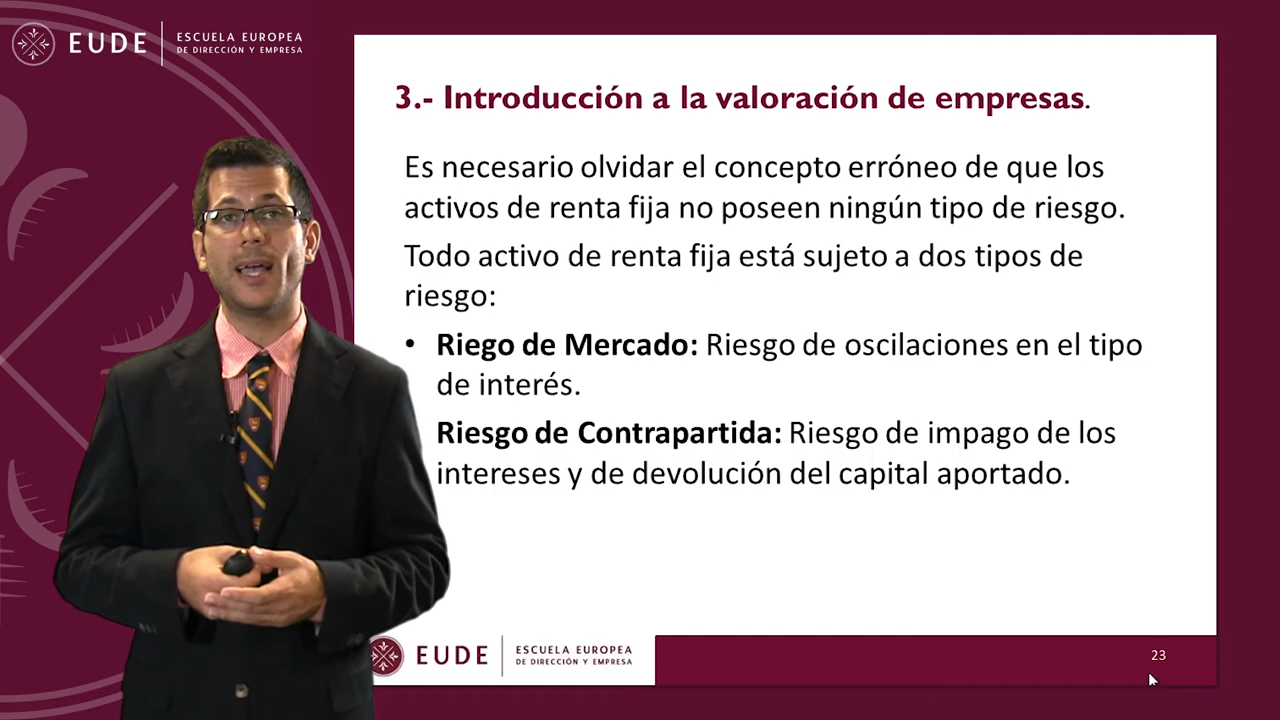 EUDE
ESCUELA EUROPEA
DE DIRECCIÓN Y EMPRESA
3.- Introducción a la valoración de empresas.
Es necesario olvidar el concepto erróneo de que los
activos de renta fija no poseen ningún tipo de riesgo.
Todo activo de renta fija está sujeto a dos tipos de
riesgo:
• Riego de Mercado: Riesgo de oscilaciones en el tipo
de interés.
Riesgo de Contrapartida: Riesgo de impago de los
intereses y de devolución del capital aportado.
EUDE
ESCUELA EUROPEA
DE DIRECCIÓN Y EMPRESA
23